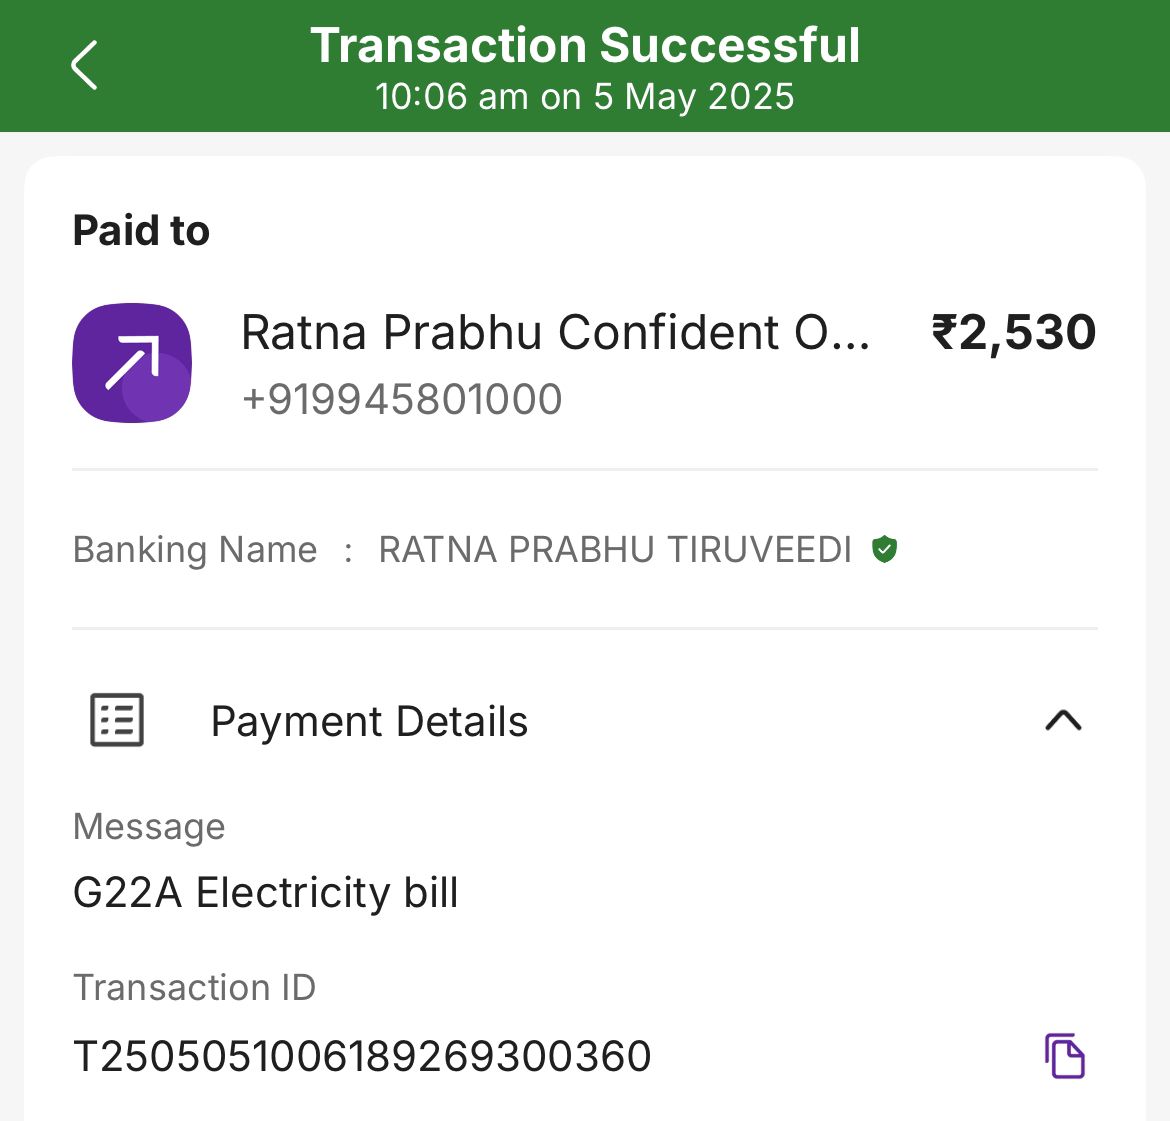 Transaction Successful
10:06 am on 5 May 2025
Paid to
Ratna Prabhu Confident O... ₹2,530
+919945801000
Banking Name : RATNA PRABHU TIRUVEEDI
Payment Details
Message
G22A Electricity bill
Transaction ID
T2505051006189269300360